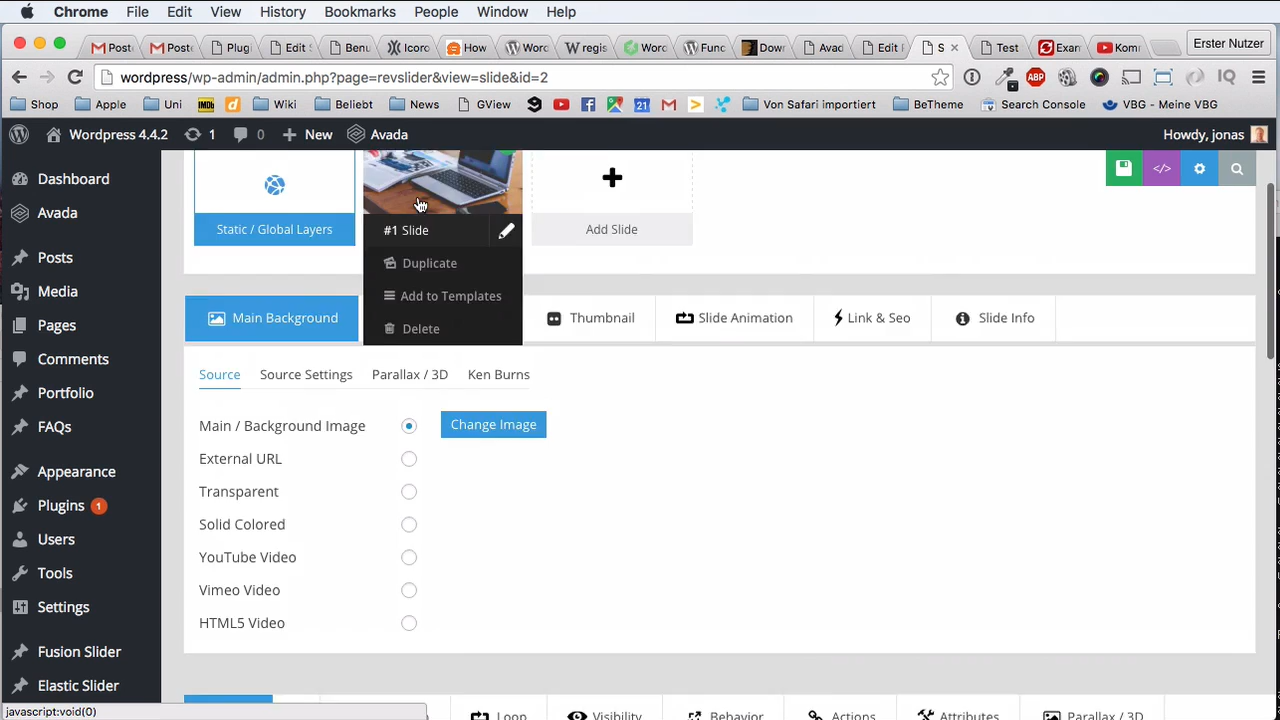 Chrome File Edit View History Bookmarks People Window Help
Post Post Plug Edit Benu Icoro How Word regis Word Func Dow Avad Edit S × Test Exan Kom Erster Nutzer
wordpress/wp-admin/admin.php?page=revslider&view=slide&id=2 ABP IQ
Shop Apple Uni IMDb d Wiki Beliebt News GView 21 Von Safari importiert BeTheme Search Console VBG - Meine VBG
Wordpress 4.4.2 1 0 New Avada Howdy, jonas
Dashboard
Avada
Posts
Media
Pages
Comments
Portfolio
FAQs
Appearance
Plugins 1
Users
Tools
Settings
Fusion Slider
Elastic Slider
</>
Static / Global Layers #1 Slide Add Slide
Duplicate
Add to Templates
Delete
Main Background Thumbnail Slide Animation Link & Seo Slide Info
Source Source Settings Parallax / 3D Ken Burns
Main / Background Image Change Image
External URL
Transparent
Solid Colored
YouTube Video
Vimeo Video
HTML5 Video
Loop Visibility Behavior Actions Attributes Parallax / 3D
javascript:void(0)